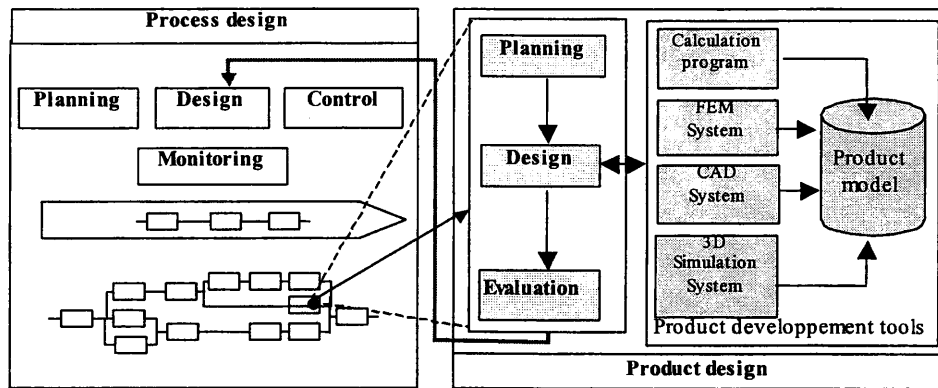 Process design
Planning
Design
Control
Monitoring
Planning
Design
Evaluation
Calculation
program
FEM
System
CAD
System
3D
Simulation
System
Product
model
Product developpement tools
Product design